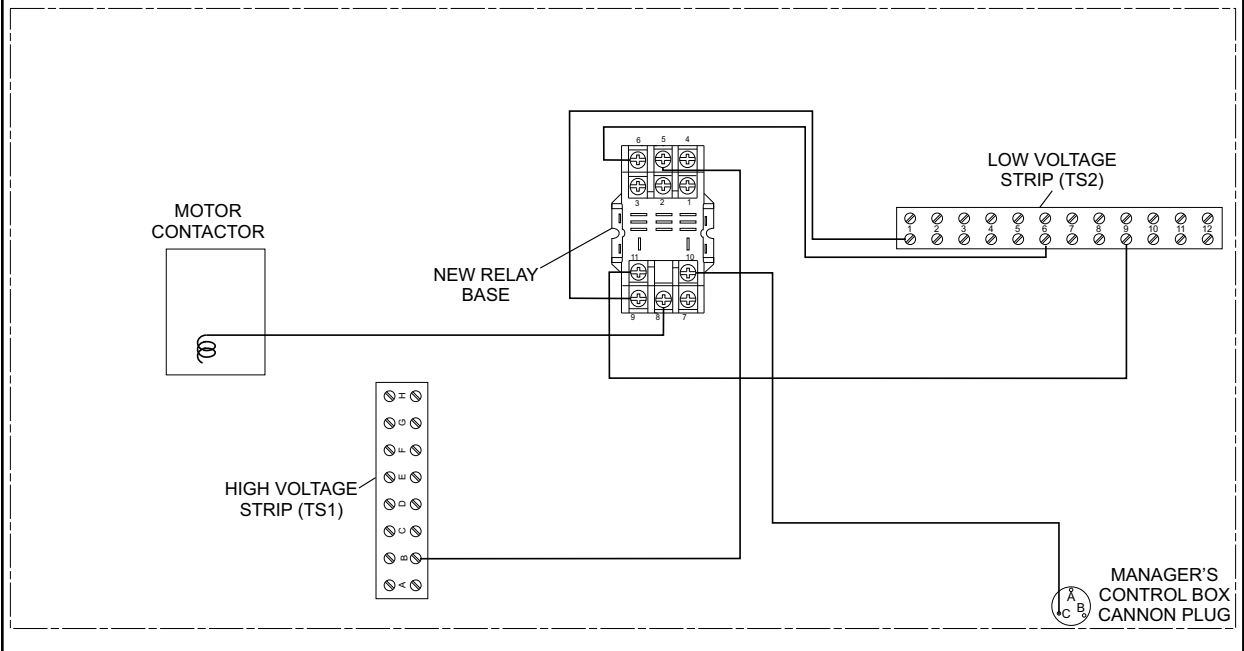 6 5 4
3 2 1
11 10
9 8 7
MOTOR
CONTACTOR
NEW RELAY
BASE
LOW VOLTAGE
STRIP (TS2)
1 2 3 4 5 6 7 8 9 10 11 12
HIGH VOLTAGE
STRIP (TS1)
H
G
F
E
D
C
B
A
MANAGER'S
CONTROL BOX
CANNON PLUG
A
C B